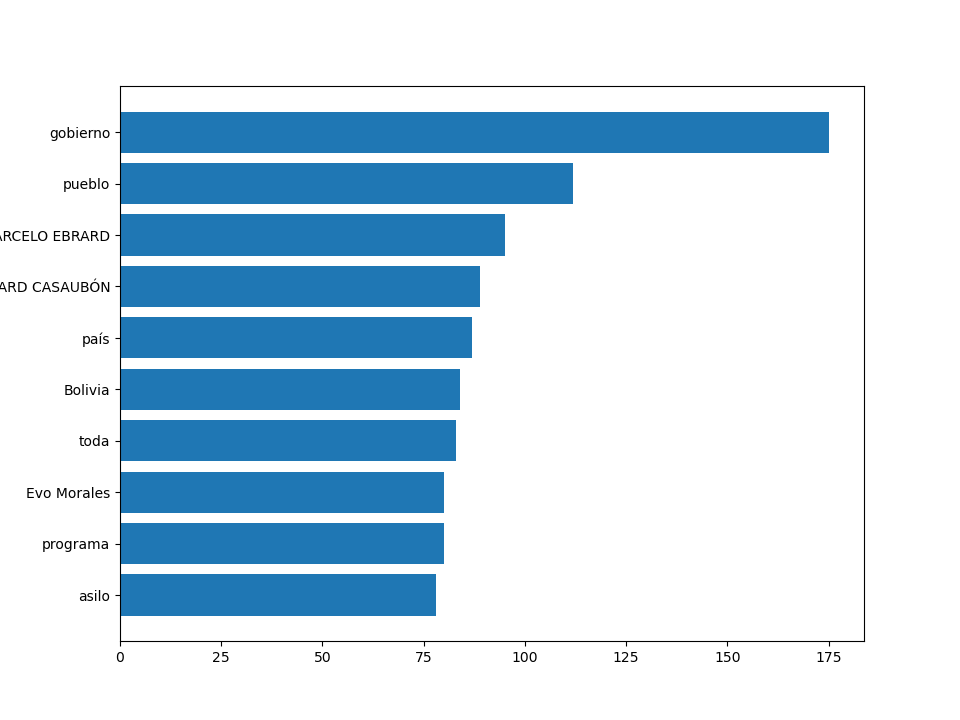 gobierno
pueblo
ARCELO EBRARD
ARD CASAUBÓN
país
Bolivia
toda
Evo Morales
programa
asilo
0 25 50 75 100 125 150 175